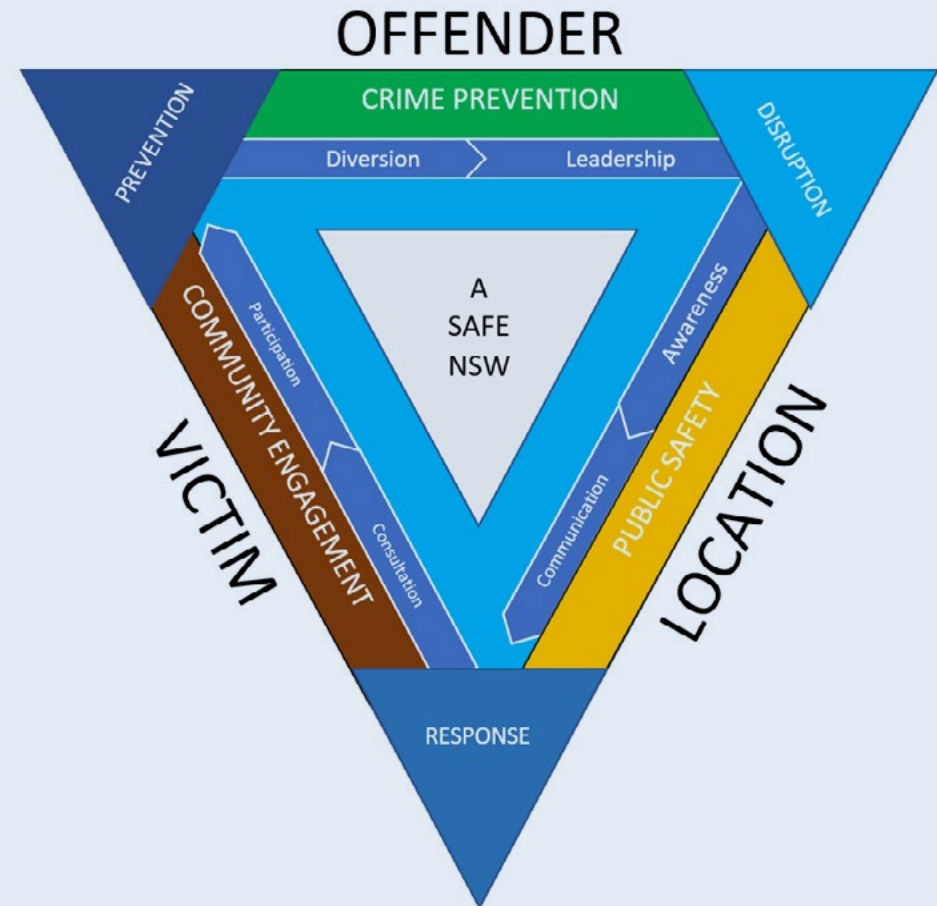 OFFENDER
CRIME PREVENTION
PREVENTION
DISRUPTION
Diversion
Leadership
A
SAFE
NSW
Participation
Awareness
COMMUNITY ENGAGEMENT
PUBLIC SAFETY
VICTIM
LOCATION
Consultation
Communication
RESPONSE